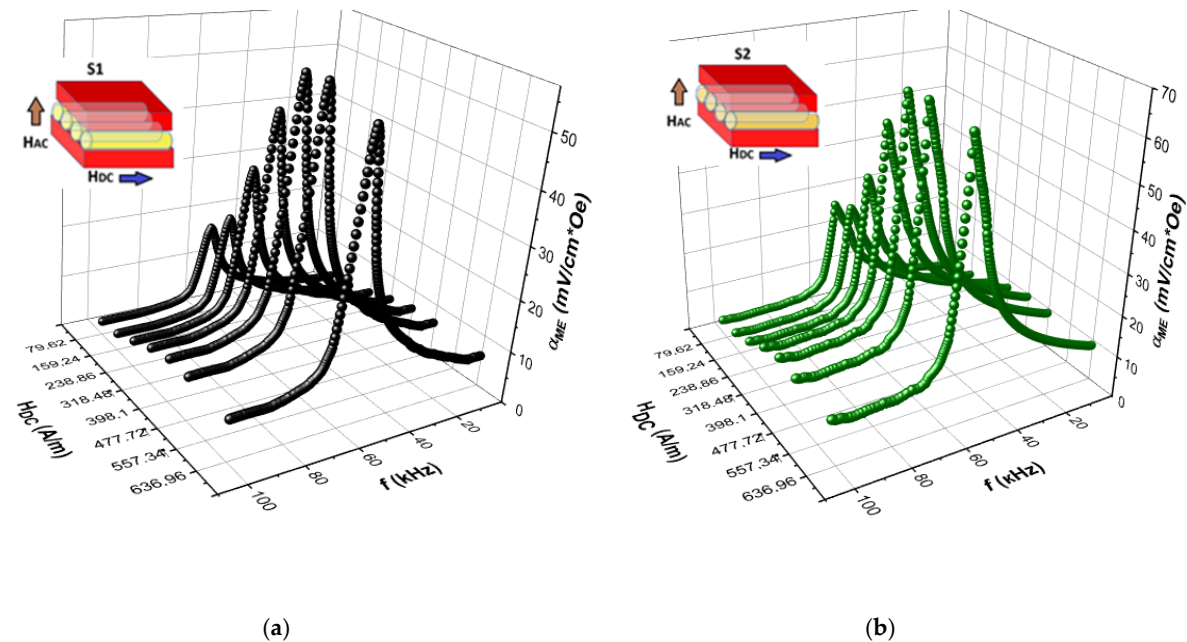 S1
HAC
HDC
50
40
30
20
10
0
αME (mV/cm*Oe)
79.62
159.24
238.86
318.48
398.1
477.72
557.34
636.96
HDC (A/m)
100
80
60
40
20
f (кHz)
(a)
S2
HAC
HDC
70
60
50
40
30
20
10
0
αME (mV/cm*Oe)
79.62
159.24
238.86
318.48
398.1
477.72
557.34
636.96
HDC (A/m)
100
80
60
40
20
f (кHz)
(b)